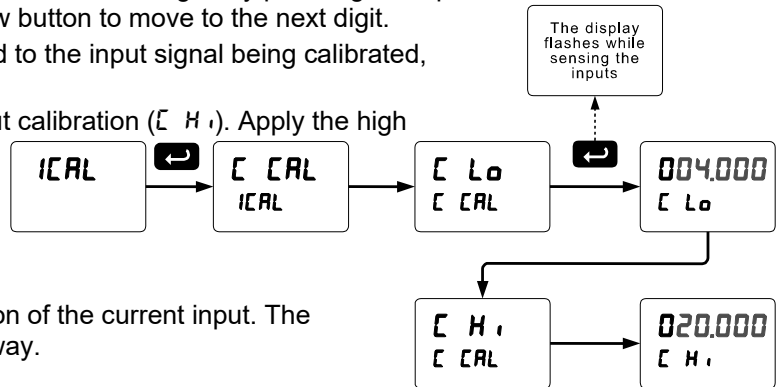 w button to move to the next digit.
d to the input signal being calibrated,
ut calibration (C Hi). Apply the high
The display
flashes while
sensing the
inputs
ICAL
C CAL
ICAL
C Lo
C CAL
004.000
C Lo
C Hi
C CAL
020.000
C Hi
on of the current input. The
way.